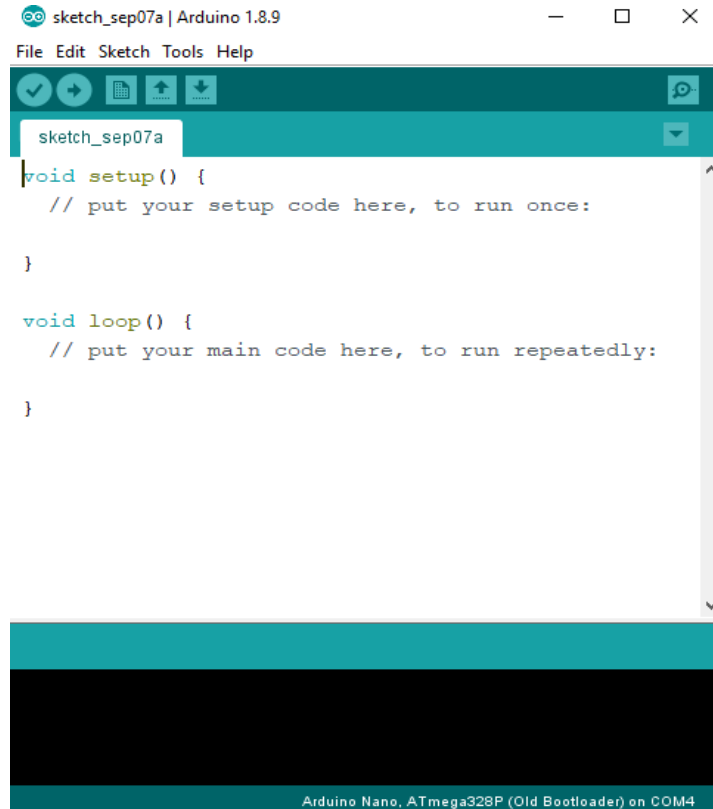 sketch_sep07a | Arduino 1.8.9
File Edit Sketch Tools Help
sketch_sep07a
void setup() {
  // put your setup code here, to run once:
}
void loop() {
  // put your main code here, to run repeatedly:
}
Arduino Nano, ATmega328P (Old Bootloader) on COM4